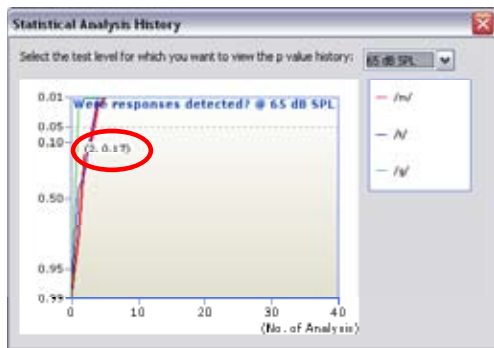 Statistical Analysis History
Select the test level for which you want to view the p value history:
65 dB SPL
0.01
Were responses detected? @ 65 dB SPL
0.05
0.10
(2, 0.17)
0.50
0.95
0.99
0
10
20
30
40
(No. of Analysis)
/m/
/t/
/g/